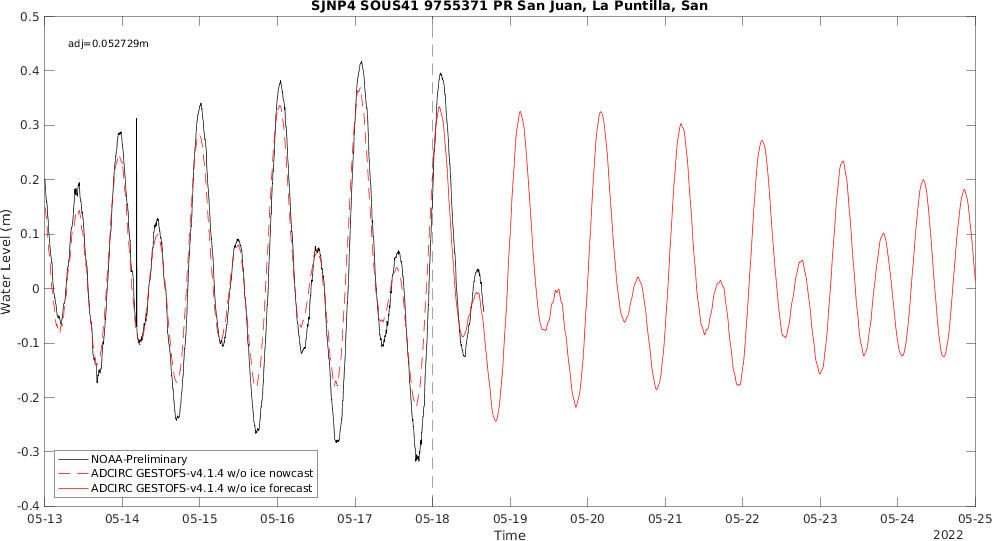 SJNP4 SOUS41 9755371 PR San Juan, La Puntilla, San
adj=0.052729m
Water Level (m)
0.5
0.4
0.3
0.2
0.1
0
-0.1
-0.2
-0.3
-0.4
NOAA-Preliminary
ADCIRC GESTOFS-v4.1.4 w/o ice nowcast
ADCIRC GESTOFS-v4.1.4 w/o ice forecast
05-13 05-14 05-15 05-16 05-17 05-18 05-19 05-20 05-21 05-22 05-23 05-24 05-25
Time
2022